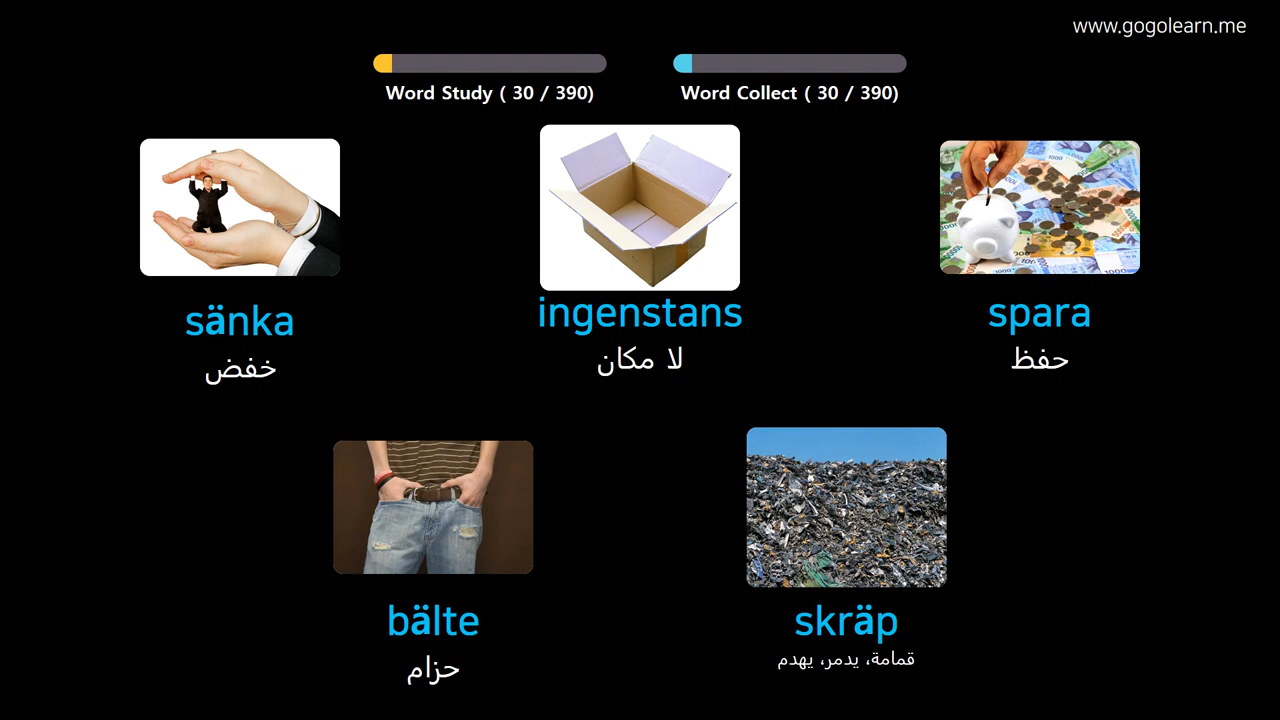 www.gogolearn.me
Word Study ( 30 / 390)
Word Collect ( 30 / 390)
sänka
خفض
ingenstans
لا مكان
spara
حفظ
bälte
حزام
skräp
قمامة، يدمر، يهدم